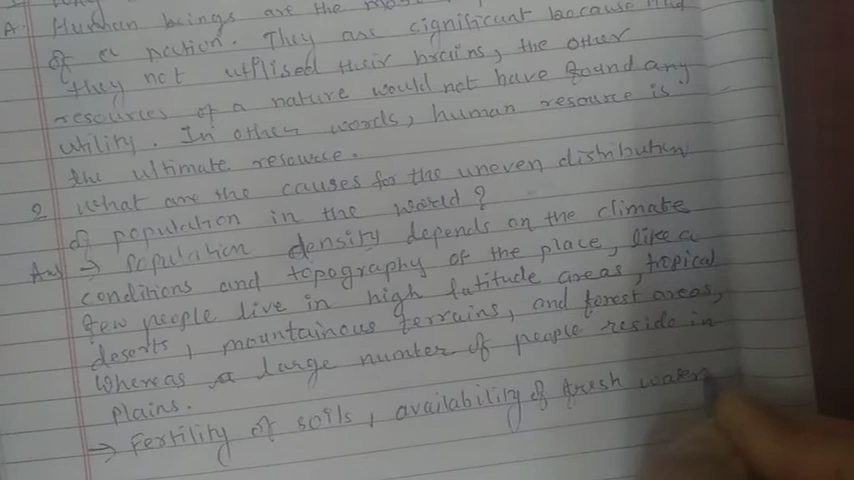 A. Human beings are the most
of a nation. They are significant because had
they not utilised their brains, the other
resources of a nature would not have found any
utility. In other words, human resource is
the ultimate resource.
2 What are the causes for the uneven distribution
of population in the world?
Ans → Population density depends on the climate
conditions and topography of the place, like a
few people live in high latitude areas, tropical
deserts, mountainous terrains, and forest areas,
Whereas a large number of people reside in
plains.
→ Fertility of soils, availability of fresh water